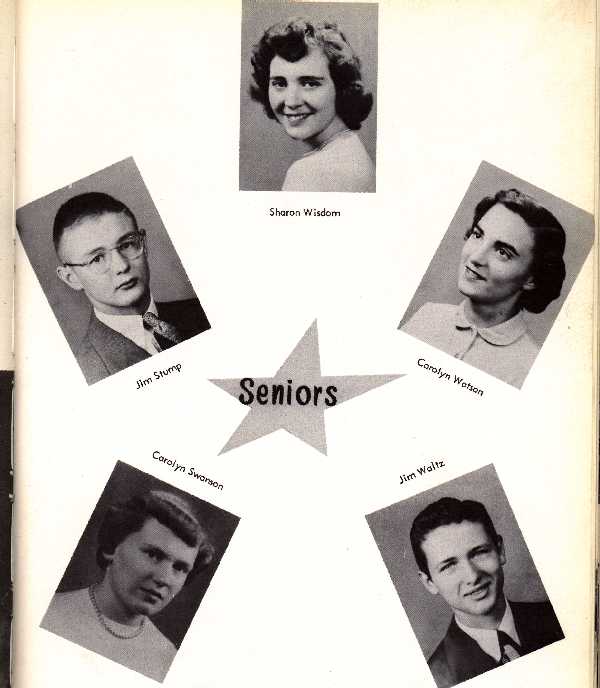 Sharon Wisdom
Jim Stump
Carolyn Watson
Seniors
Carolyn Swanson
Jim Waltz